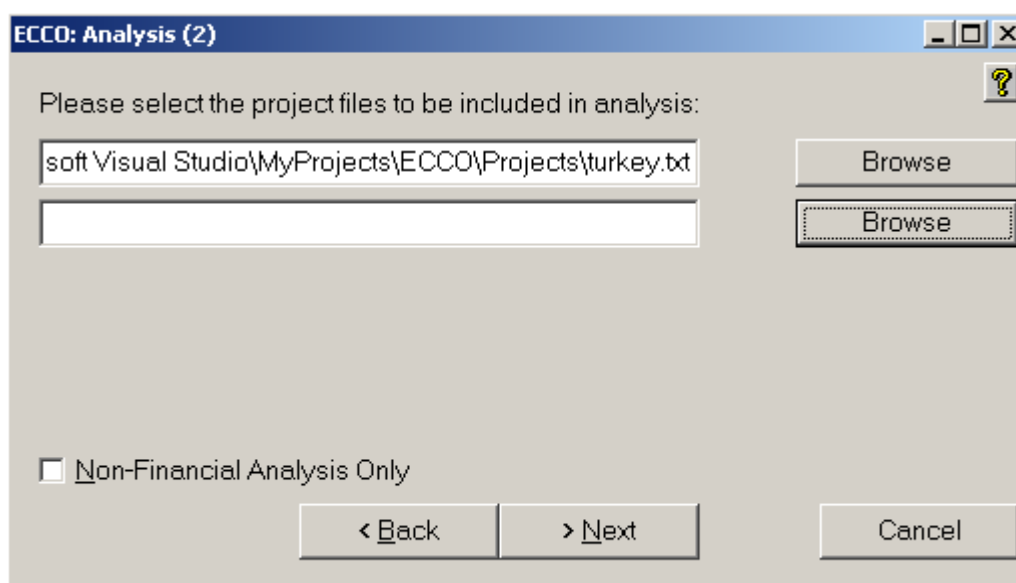 ECCO: Analysis (2)
?
Please select the project files to be included in analysis:
soft Visual Studio\MyProjects\ECCO\Projects\turkey.txt Browse
Browse
Non-Financial Analysis Only
< Back > Next Cancel